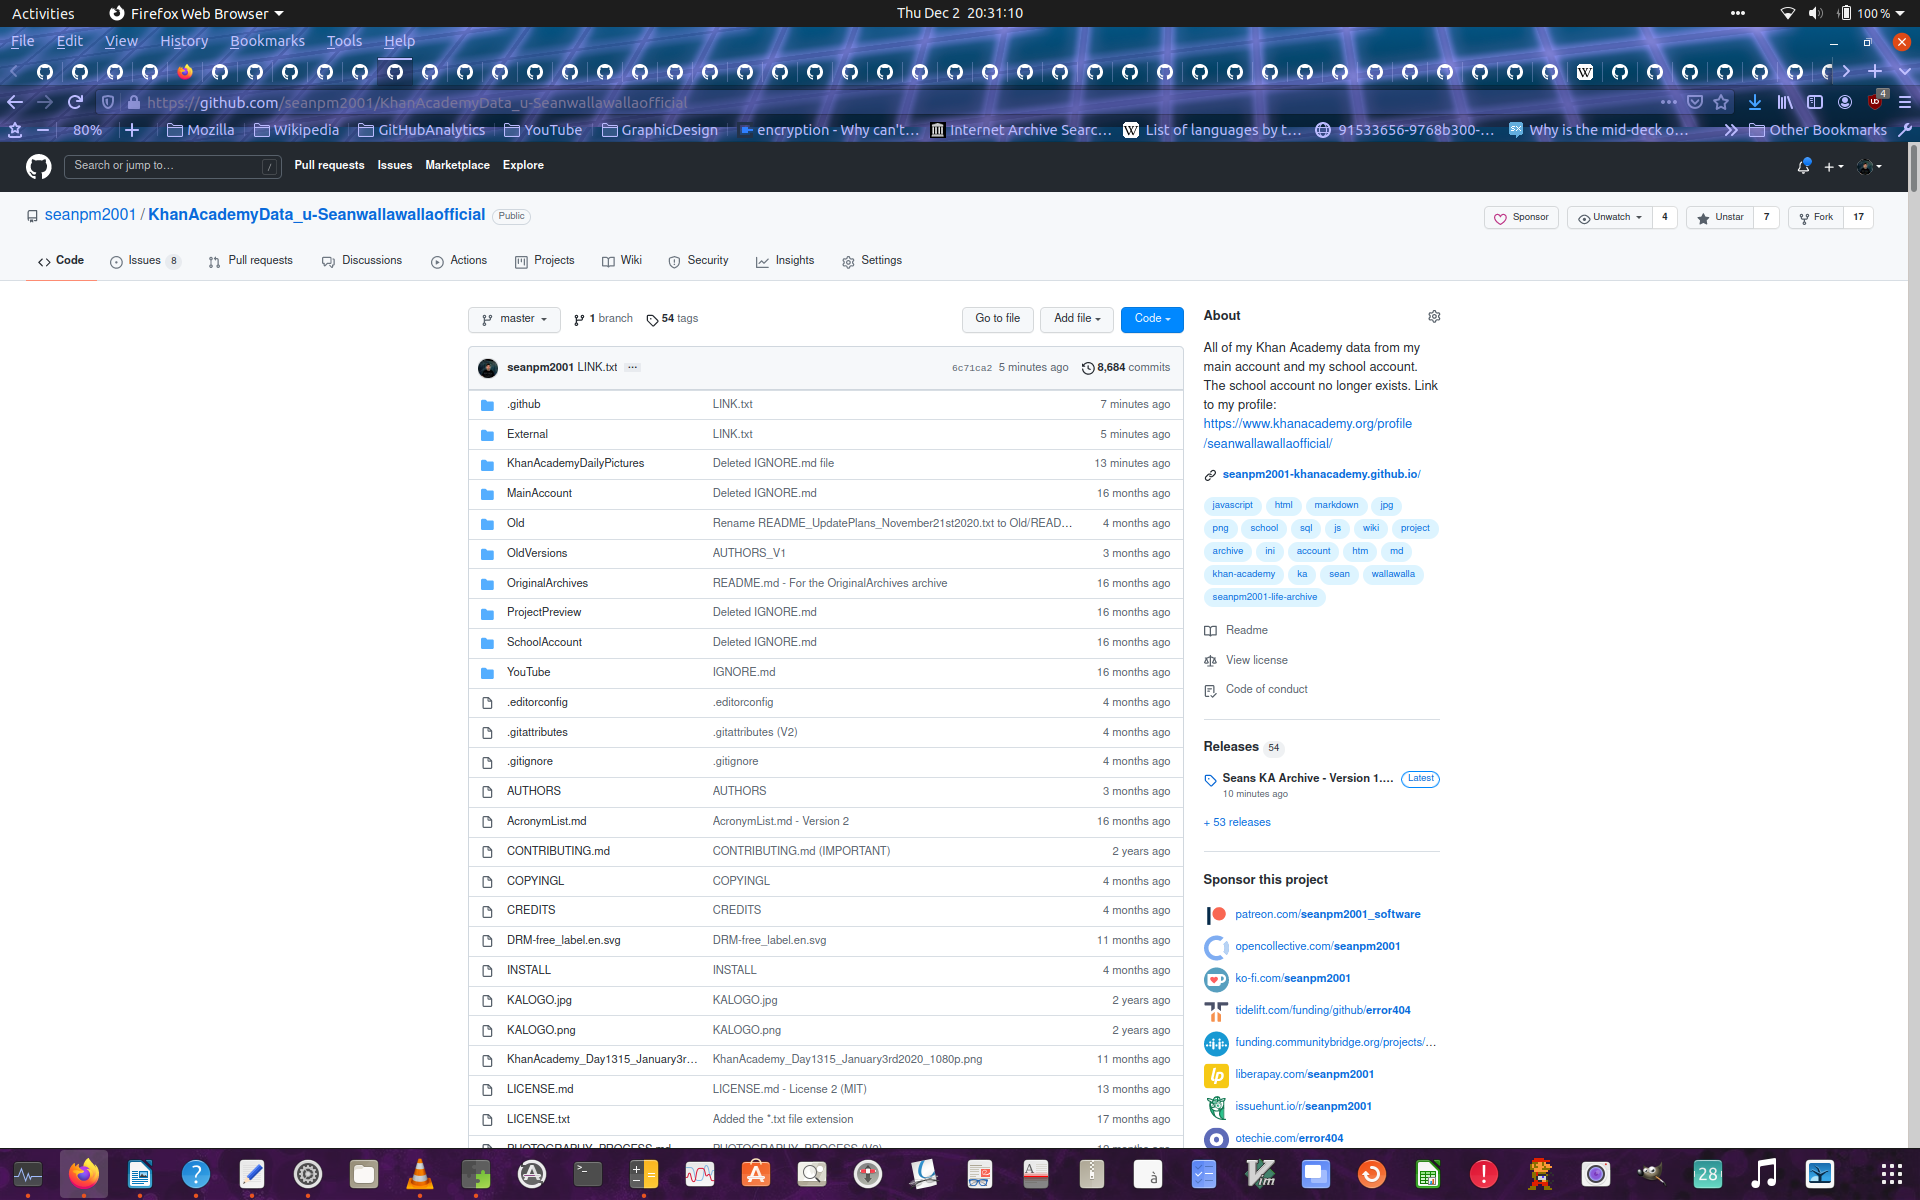 Activities Firefox Web Browser Thu Dec 2 20:31:10 100 %
File Edit View History Bookmarks Tools Help
https://github.com/seanpm2001/KhanAcademyData_u-Seanwallawallaofficial 4
80% Mozilla Wikipedia GitHubAnalytics YouTube GraphicDesign encryption - Why can't... Internet Archive Searc... List of languages by t... 91533656-9768b300-... Why is the mid-deck o... Other Bookmarks
Search or jump to... / Pull requests Issues Marketplace Explore
seanpm2001 / KhanAcademyData_u-Seanwallawallaofficial Public Sponsor Unwatch 4 Unstar 7 Fork 17
Code Issues 8 Pull requests Discussions Actions Projects Wiki Security Insights Settings
master 1 branch 54 tags Go to file Add file Code
seanpm2001 LINK.txt ... 6c71ca2 5 minutes ago 8,684 commits
.github LINK.txt 7 minutes ago
External LINK.txt 5 minutes ago
KhanAcademyDailyPictures Deleted IGNORE.md file 13 minutes ago
MainAccount Deleted IGNORE.md 16 months ago
Old Rename README_UpdatePlans_November21st2020.txt to Old/READ... 4 months ago
OldVersions AUTHORS_V1 3 months ago
OriginalArchives README.md - For the OriginalArchives archive 16 months ago
ProjectPreview Deleted IGNORE.md 16 months ago
SchoolAccount Deleted IGNORE.md 16 months ago
YouTube IGNORE.md 16 months ago
.editorconfig .editorconfig 4 months ago
.gitattributes .gitattributes (V2) 4 months ago
.gitignore .gitignore 4 months ago
AUTHORS AUTHORS 3 months ago
AcronymList.md AcronymList.md - Version 2 16 months ago
CONTRIBUTING.md CONTRIBUTING.md (IMPORTANT) 2 years ago
COPYINGL COPYINGL 4 months ago
CREDITS CREDITS 4 months ago
DRM-free_label.en.svg DRM-free_label.en.svg 11 months ago
INSTALL INSTALL 4 months ago
KALOGO.jpg KALOGO.jpg 2 years ago
KALOGO.png KALOGO.png 2 years ago
KhanAcademy_Day1315_January3r... KhanAcademy_Day1315_January3rd2020_1080p.png 11 months ago
LICENSE.md LICENSE.md - License 2 (MIT) 13 months ago
LICENSE.txt Added the *.txt file extension 17 months ago
About
All of my Khan Academy data from my
main account and my school account.
The school account no longer exists. Link
to my profile:
https://www.khanacademy.org/profile
/seanwallawallaofficial/
seanpm2001-khanacademy.github.io/
javascript html markdown jpg
png school sql js wiki project
archive ini account htm md
khan-academy ka sean wallawalla
seanpm2001-life-archive
Readme
View license
Code of conduct
Releases 54
Seans KA Archive - Version 1.... Latest
10 minutes ago
+ 53 releases
Sponsor this project
patreon.com/seanpm2001_software
opencollective.com/seanpm2001
ko-fi.com/seanpm2001
tidelift.com/funding/github/error404
funding.communitybridge.org/projects/...
liberapay.com/seanpm2001
issuehunt.io/r/seanpm2001
otechie.com/error404
28